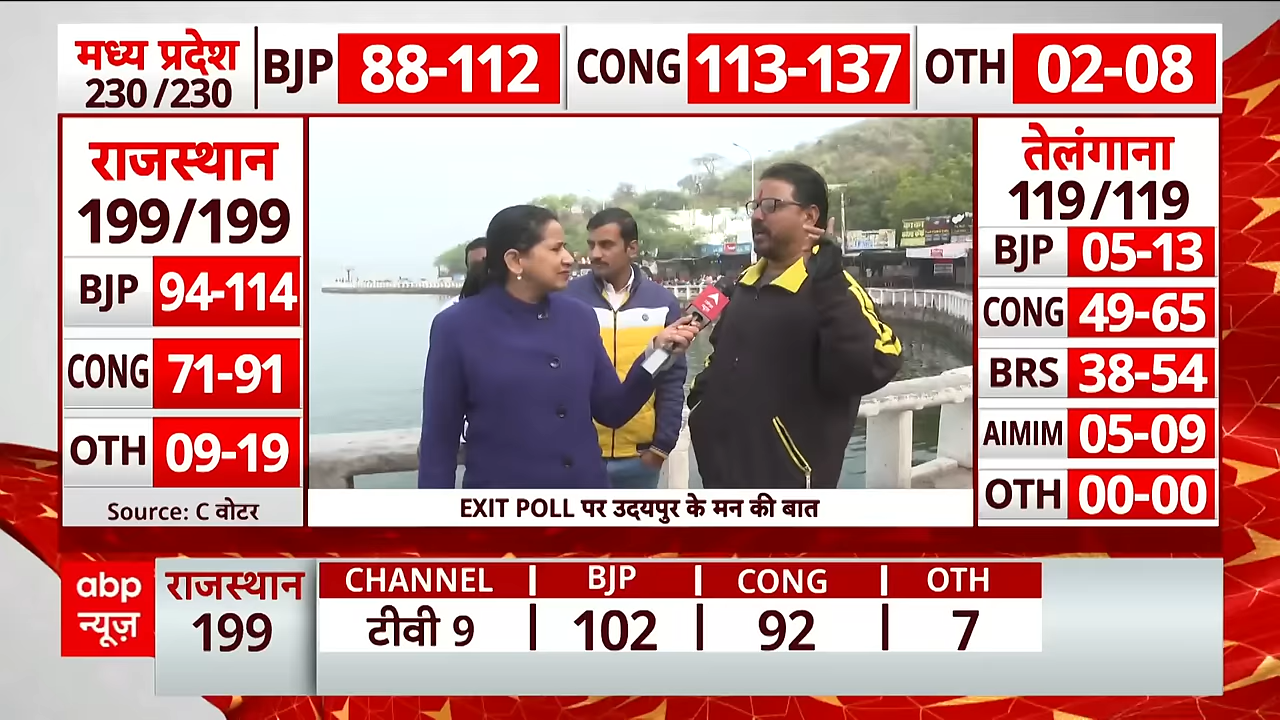 मध्य प्रदेश
230/230
BJP 88-112 CONG 113-137 OTH 02-08
राजस्थान
199/199
BJP 94-114
CONG 71-91
OTH 09-19
Source: C वोटर
तेलंगाना
119/119
BJP 05-13
CONG 49-65
BRS 38-54
AIMIM 05-09
OTH 00-00
EXIT POLL पर उदयपुर के मन की बात
abp
न्यूज़
राजस्थान
199
CHANNEL | BJP | CONG | OTH
टीवी 9 | 102 | 92 | 7